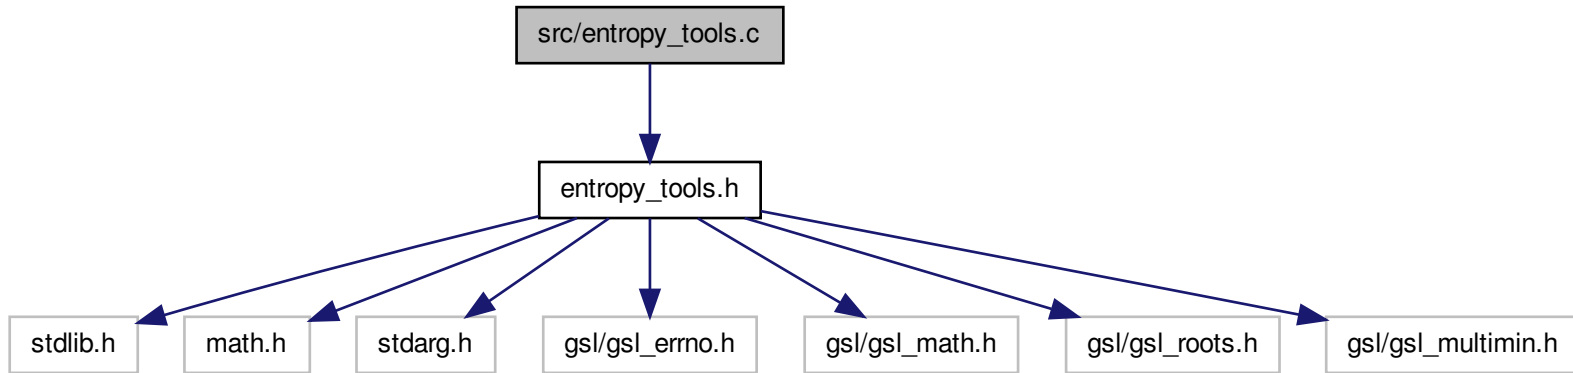 src/entropy_tools.c
entropy_tools.h
stdlib.h
math.h
stdarg.h
gsl/gsl_errno.h
gsl/gsl_math.h
gsl/gsl_roots.h
gsl/gsl_multimin.h